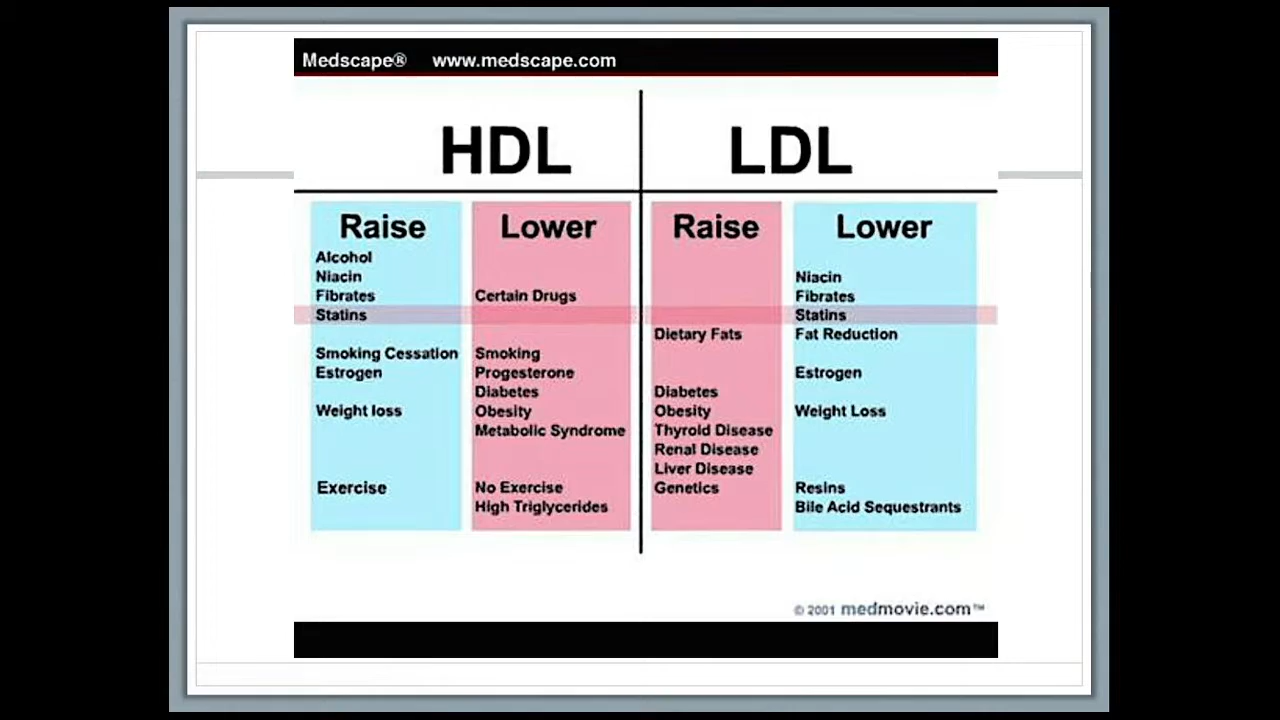 Medscape® www.medscape.com
HDL LDL
Raise Lower Raise Lower
Alcohol
Niacin Niacin
Fibrates Certain Drugs Fibrates
Statins Statins
Dietary Fats Fat Reduction
Smoking Cessation Smoking
Estrogen Progesterone Estrogen
Diabetes Diabetes
Weight loss Obesity Obesity Weight Loss
Metabolic Syndrome Thyroid Disease
Renal Disease
Liver Disease
Exercise No Exercise Genetics Resins
High Triglycerides Bile Acid Sequestrants
© 2001 medmovie.com™